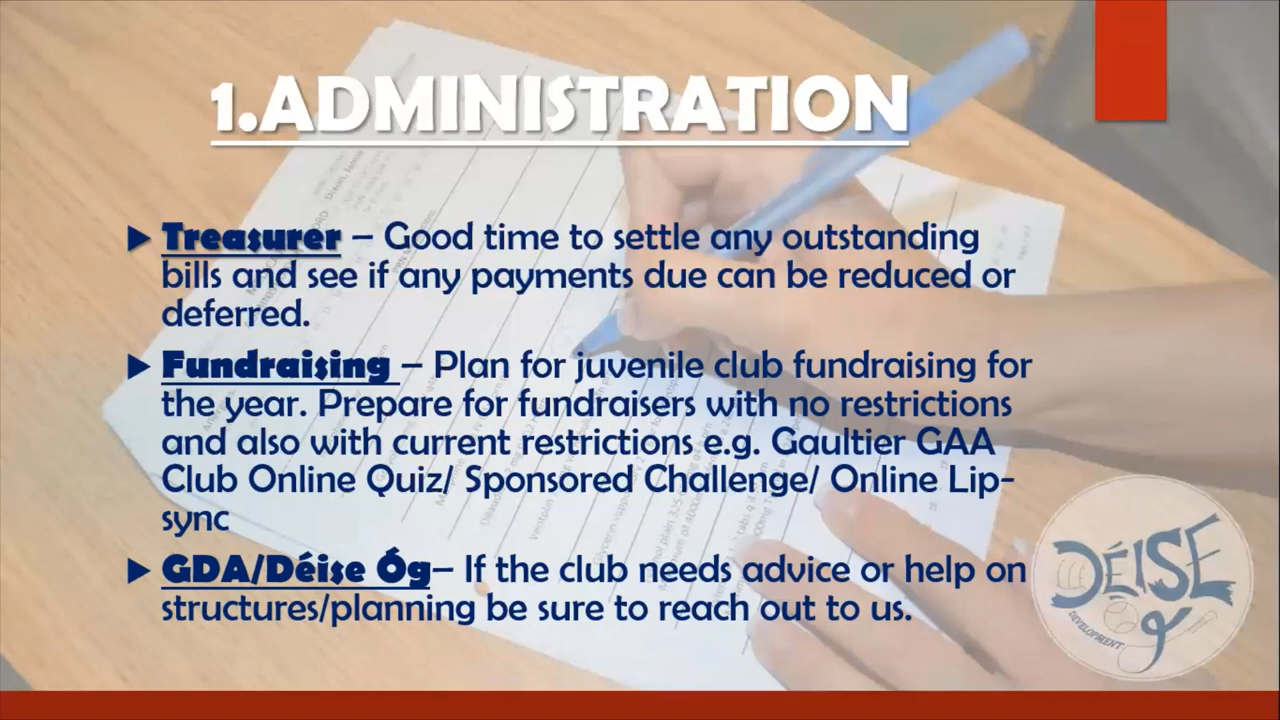 1.ADMINISTRATION
▶ Treasurer – Good time to settle any outstanding
bills and see if any payments due can be reduced or
deferred.
▶ Fundraising – Plan for juvenile club fundraising for
the year. Prepare for fundraisers with no restrictions
and also with current restrictions e.g. Gaultier GAA
Club Online Quiz/ Sponsored Challenge/ Online Lip-
sync
▶ GDA/Déise Óg– If the club needs advice or help on
structures/planning be sure to reach out to us.
DÉISE
Óg
DEVELOPMENT